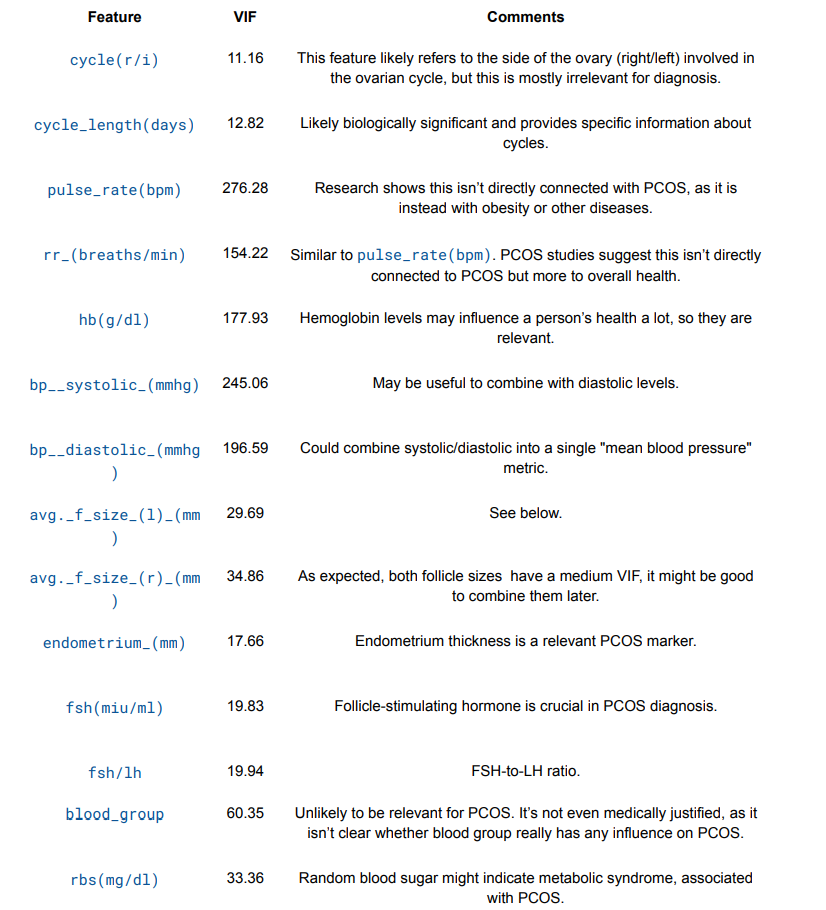 Feature VIF Comments
cycle(r/i) 11.16 This feature likely refers to the side of the ovary (right/left) involved in
the ovarian cycle, but this is mostly irrelevant for diagnosis.
cycle_length(days) 12.82 Likely biologically significant and provides specific information about
cycles.
pulse_rate(bpm) 276.28 Research shows this isn’t directly connected with PCOS, as it is
instead with obesity or other diseases.
rr_(breaths/min) 154.22 Similar to pulse_rate(bpm). PCOS studies suggest this isn’t directly
connected to PCOS but more to overall health.
hb(g/dl) 177.93 Hemoglobin levels may influence a person’s health a lot, so they are
relevant.
bp__systolic_(mmhg) 245.06 May be useful to combine with diastolic levels.
bp__diastolic_(mmhg 196.59 Could combine systolic/diastolic into a single "mean blood pressure"
) metric.
avg._f_size_(l)_(mm 29.69 See below.
)
avg._f_size_(r)_(mm 34.86 As expected, both follicle sizes  have a medium VIF, it might be good
) to combine them later.
endometrium_(mm) 17.66 Endometrium thickness is a relevant PCOS marker.
fsh(miu/ml) 19.83 Follicle-stimulating hormone is crucial in PCOS diagnosis.
fsh/lh 19.94 FSH-to-LH ratio.
blood_group 60.35 Unlikely to be relevant for PCOS. It’s not even medically justified, as it
isn’t clear whether blood group really has any influence on PCOS.
rbs(mg/dl) 33.36 Random blood sugar might indicate metabolic syndrome, associated
with PCOS.